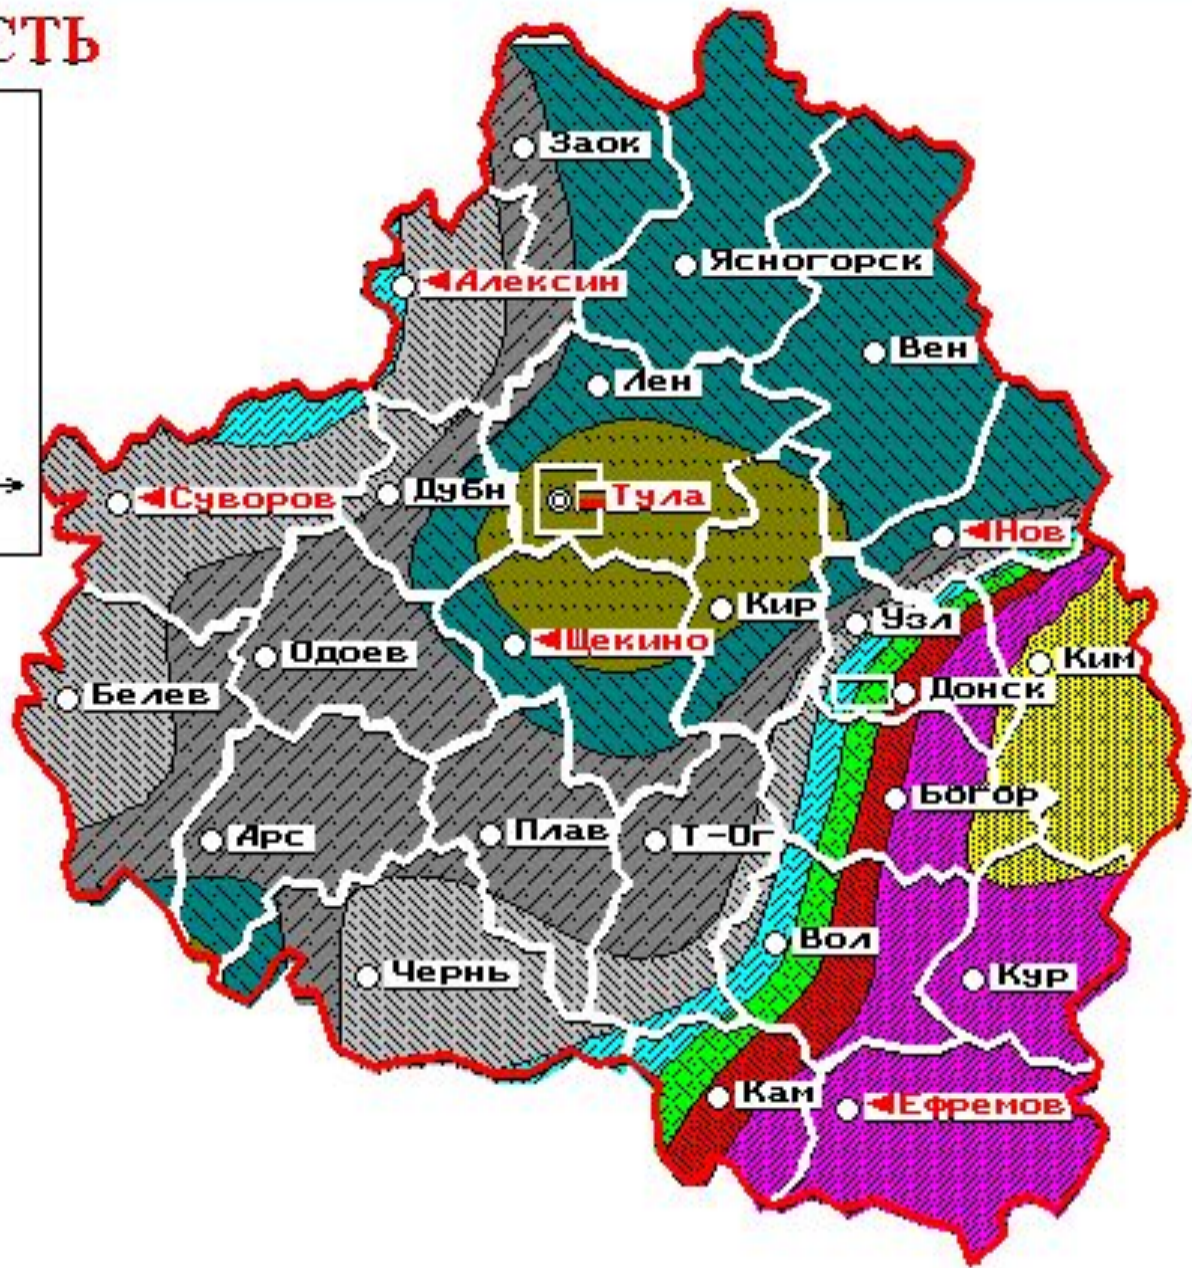 СТЬ
Заок
Ясногорск
Алексин
Вен
Лен
Суворов
Дубн
Тула
Нов
Кир
Узл
Щекино
Одоев
Ким
Белев
Донск
Богор
Арс
Плав
Т-Ог
Вол
Чернь
Кур
Кам
Ефремов